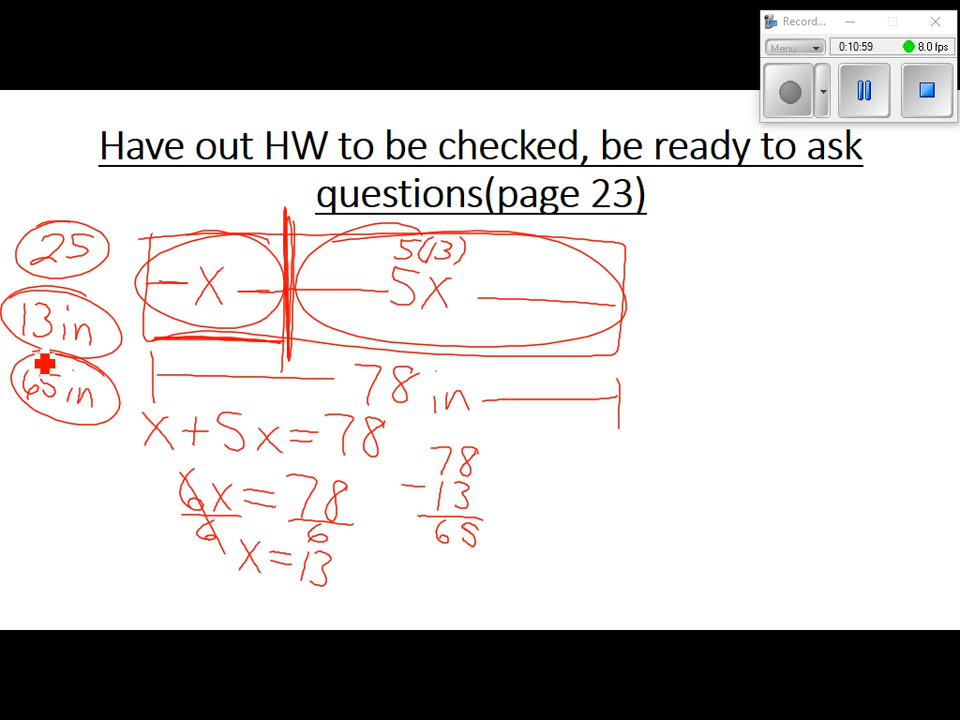 Record...
Menu
0:10:59
8.0 fps
Have out HW to be checked, be ready to ask
questions(page 23)
25
5(13)
x
5x
13 in
65 in
78 in
x+5x=78
6x=78
6 6
x=13
78
-13
65